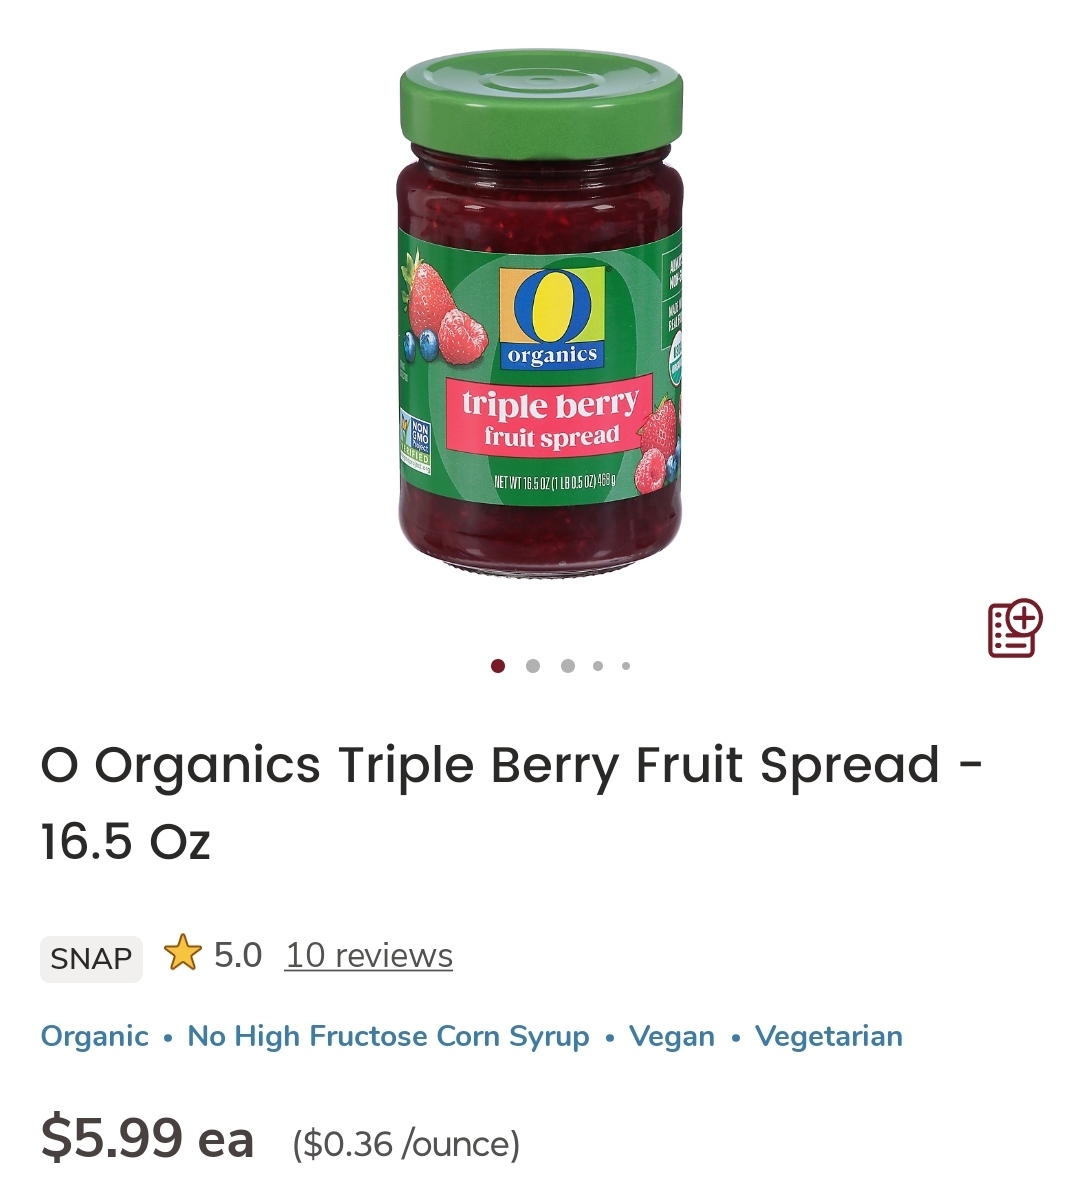 O
organics
triple berry
fruit spread
NET WT 16.5 OZ (1 LB 0.5 OZ) 468 g
NON
GMO
Project
VERIFIED
O Organics Triple Berry Fruit Spread -
16.5 Oz
SNAP 5.0 10 reviews
Organic • No High Fructose Corn Syrup • Vegan • Vegetarian
$5.99 ea ($0.36 /ounce)